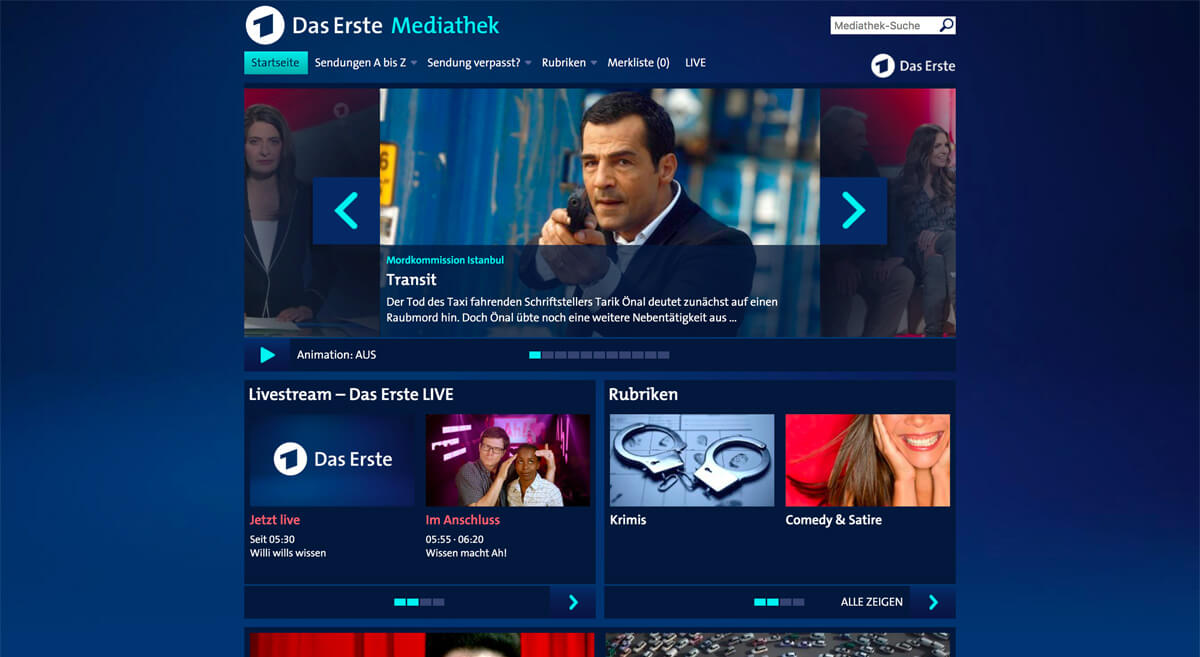 Das Erste Mediathek
Mediathek-Suche
Startseite
Sendungen A bis Z
Sendung verpasst?
Rubriken
Merkliste (0)
LIVE
Das Erste
Mordkommission Istanbul
Transit
Der Tod des Taxi fahrenden Schriftstellers Tarik Önal deutet zunächst auf einen
Raubmord hin. Doch Önal übte noch eine weitere Nebentätigkeit aus ...
Animation: AUS
Livestream – Das Erste LIVE
Das Erste
Jetzt live
Seit 05:30
Willi wills wissen
Im Anschluss
05:55 · 06:20
Wissen macht Ah!
Rubriken
Krimis
Comedy & Satire
ALLE ZEIGEN